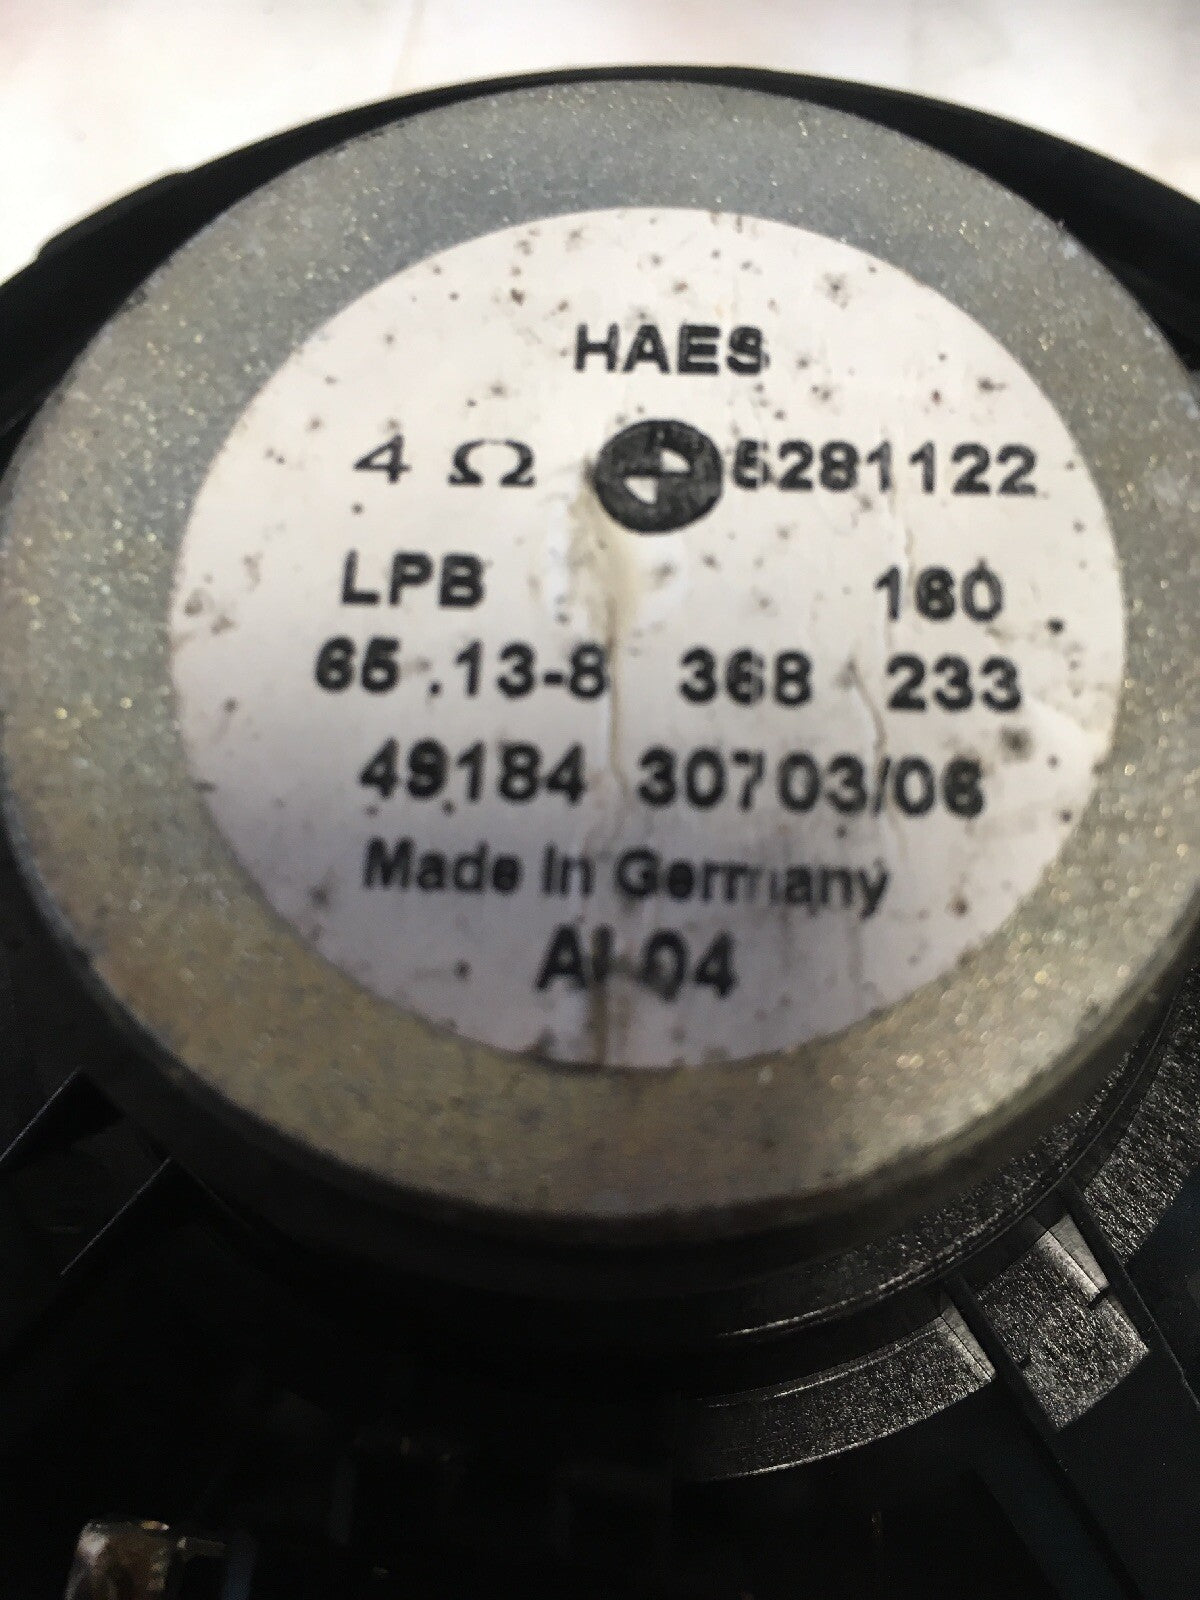 HAES
4 Ω 5281122
LPB 160
65.13-8 368 233
49184 30703/06
Made In Germany
AI-04